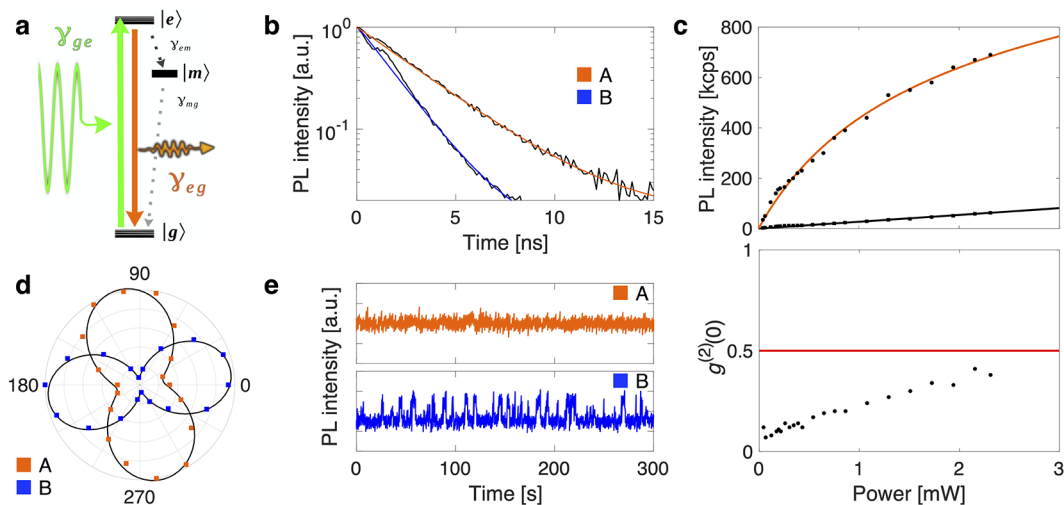 a
|e⟩
γge
γem
|m⟩
γmg
γeg
|g⟩
b
PL intensity [a.u.]
10⁰
10⁻¹
A
B
0
5
10
15
Time [ns]
c
PL intensity [kcps]
800
600
400
200
0
1
0.5
0
g⁽²⁾(0)
0
1
2
3
Power [mW]
d
90
180
0
270
A
B
e
PL intensity [a.u.]
A
B
0
100
200
300
Time [s]